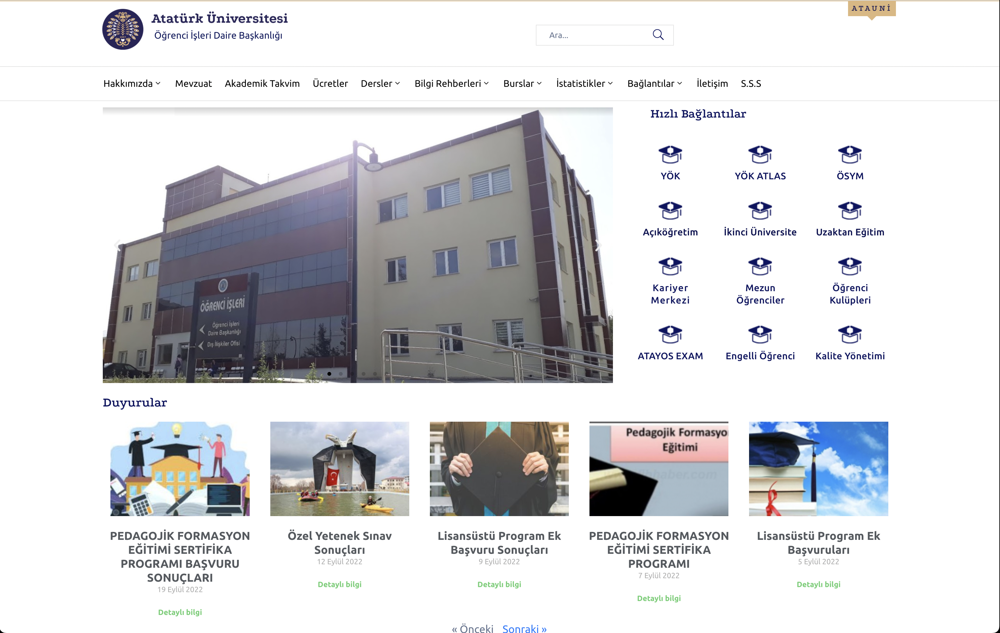 ATAUNİ
Atatürk Üniversitesi
Öğrenci İşleri Daire Başkanlığı
1957
Ara...
Hakkımızda Mevzuat Akademik Takvim Ücretler Dersler Bilgi Rehberleri Burslar İstatistikler Bağlantılar İletişim S.S.S
ÖĞRENCİ İŞLERİ
Öğrenci İşleri
Daire Başkanlığı
Dış İlişkiler Ofisi
Hızlı Bağlantılar
YÖK
YÖK ATLAS
ÖSYM
Açıköğretim
İkinci Üniversite
Uzaktan Eğitim
Kariyer
Merkezi
Mezun
Öğrenciler
Öğrenci
Kulüpleri
ATAYOS EXAM
Engelli Öğrenci
Kalite Yönetimi
Duyurular
PEDAGOJİK FORMASYON
EĞİTİMİ SERTİFİKA
PROGRAMI BAŞVURU
SONUÇLARI
19 Eylül 2022
Detaylı bilgi
Özel Yetenek Sınav
Sonuçları
12 Eylül 2022
Detaylı bilgi
Lisansüstü Program Ek
Başvuru Sonuçları
9 Eylül 2022
Detaylı bilgi
Pedagojik Formasyo
Eğitimi
PEDAGOJİK FORMASYON
EĞİTİMİ SERTİFİKA
PROGRAMI
7 Eylül 2022
Detaylı bilgi
Lisansüstü Program Ek
Başvuruları
5 Eylül 2022
Detaylı bilgi
« Önceki Sonraki »